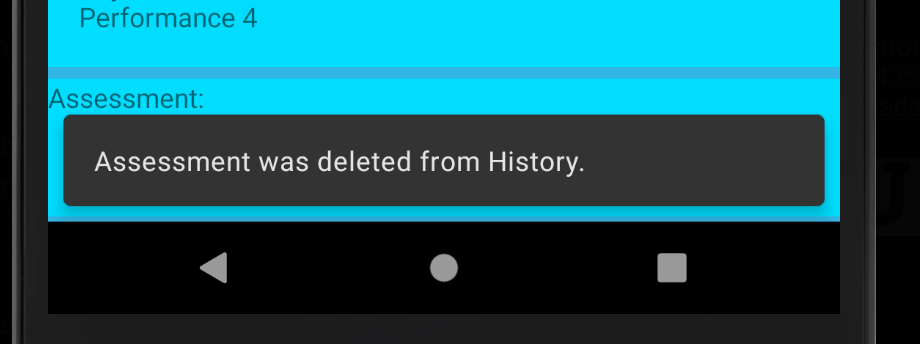 Performance 4
Assessment:
Assessment was deleted from History.